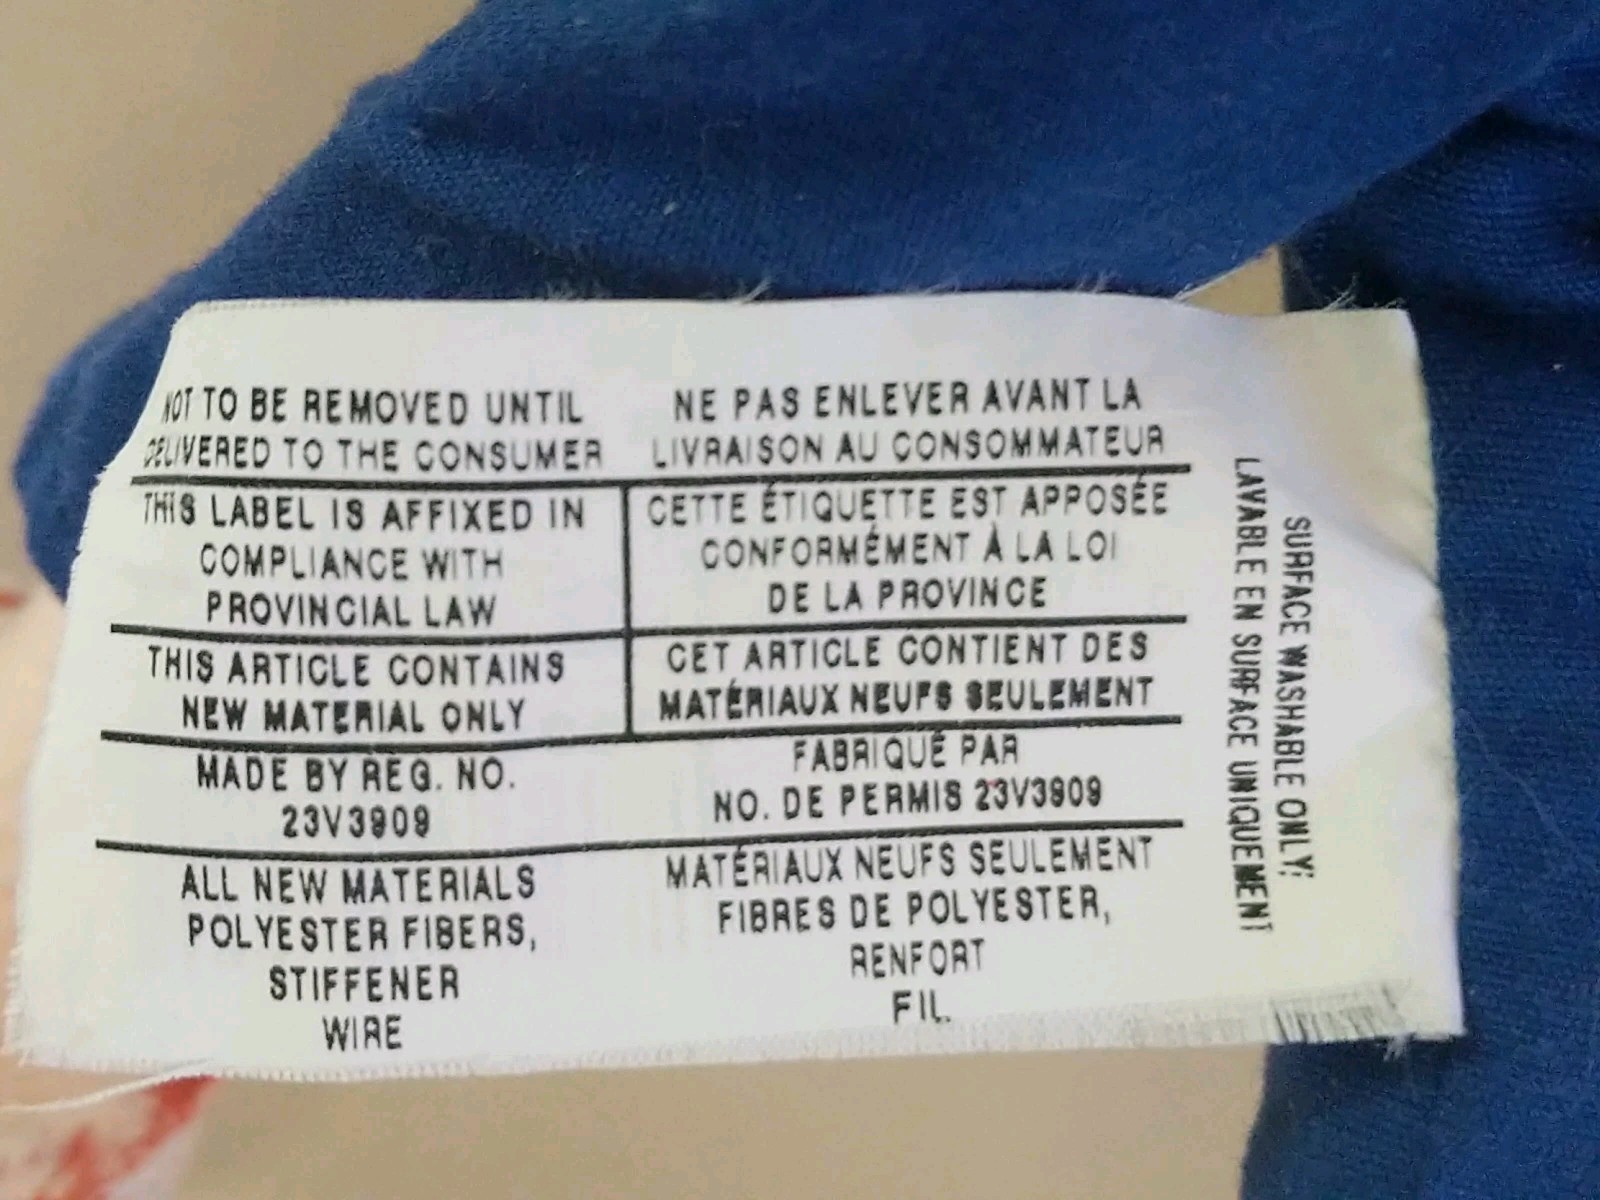 NOT TO BE REMOVED UNTIL
DELIVERED TO THE CONSUMER
NE PAS ENLEVER AVANT LA
LIVRAISON AU CONSOMMATEUR
THIS LABEL IS AFFIXED IN
COMPLIANCE WITH
PROVINCIAL LAW
CETTE ÉTIQUETTE EST APPOSÉE
CONFORMÉMENT À LA LOI
DE LA PROVINCE
THIS ARTICLE CONTAINS
NEW MATERIAL ONLY
CET ARTICLE CONTIENT DES
MATÉRIAUX NEUFS SEULEMENT
MADE BY REG. NO.
23V3909
FABRIQUÉ PAR
NO. DE PERMIS 23V3909
ALL NEW MATERIALS
POLYESTER FIBERS,
STIFFENER
WIRE
MATÉRIAUX NEUFS SEULEMENT
FIBRES DE POLYESTER,
RENFORT
FIL.
SURFACE WASHABLE ONLY;
LAVABLE EN SURFACE UNIQUEMENT